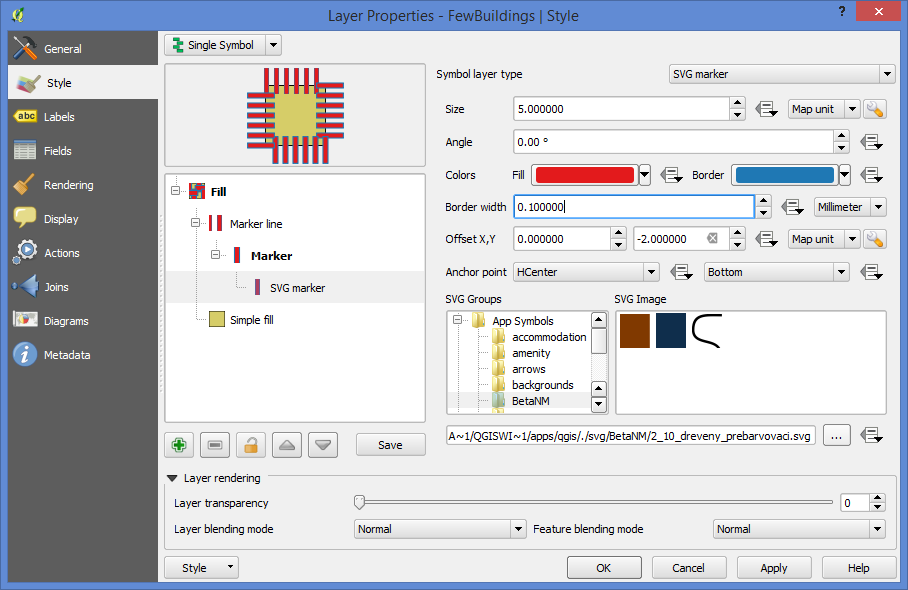 Layer Properties - FewBuildings | Style
?
General
Style
abc Labels
Fields
Rendering
Display
Actions
Joins
Diagrams
Metadata
Single Symbol
Fill
Marker line
Marker
SVG marker
Simple fill
Save
Symbol layer type SVG marker
Size 5.000000 Map unit
Angle 0.00 °
Colors Fill Border
Border width 0.100000 Millimeter
Offset X,Y 0.000000 -2.000000 Map unit
Anchor point HCenter Bottom
SVG Groups SVG Image
App Symbols
accommodation
amenity
arrows
backgrounds
BetaNM
A~1/QGISWI~1/apps/qgis/./svg/BetaNM/2_10_dreveny_prebarvovaci.svg ...
Layer rendering
Layer transparency 0
Layer blending mode Normal Feature blending mode Normal
Style OK Cancel Apply Help